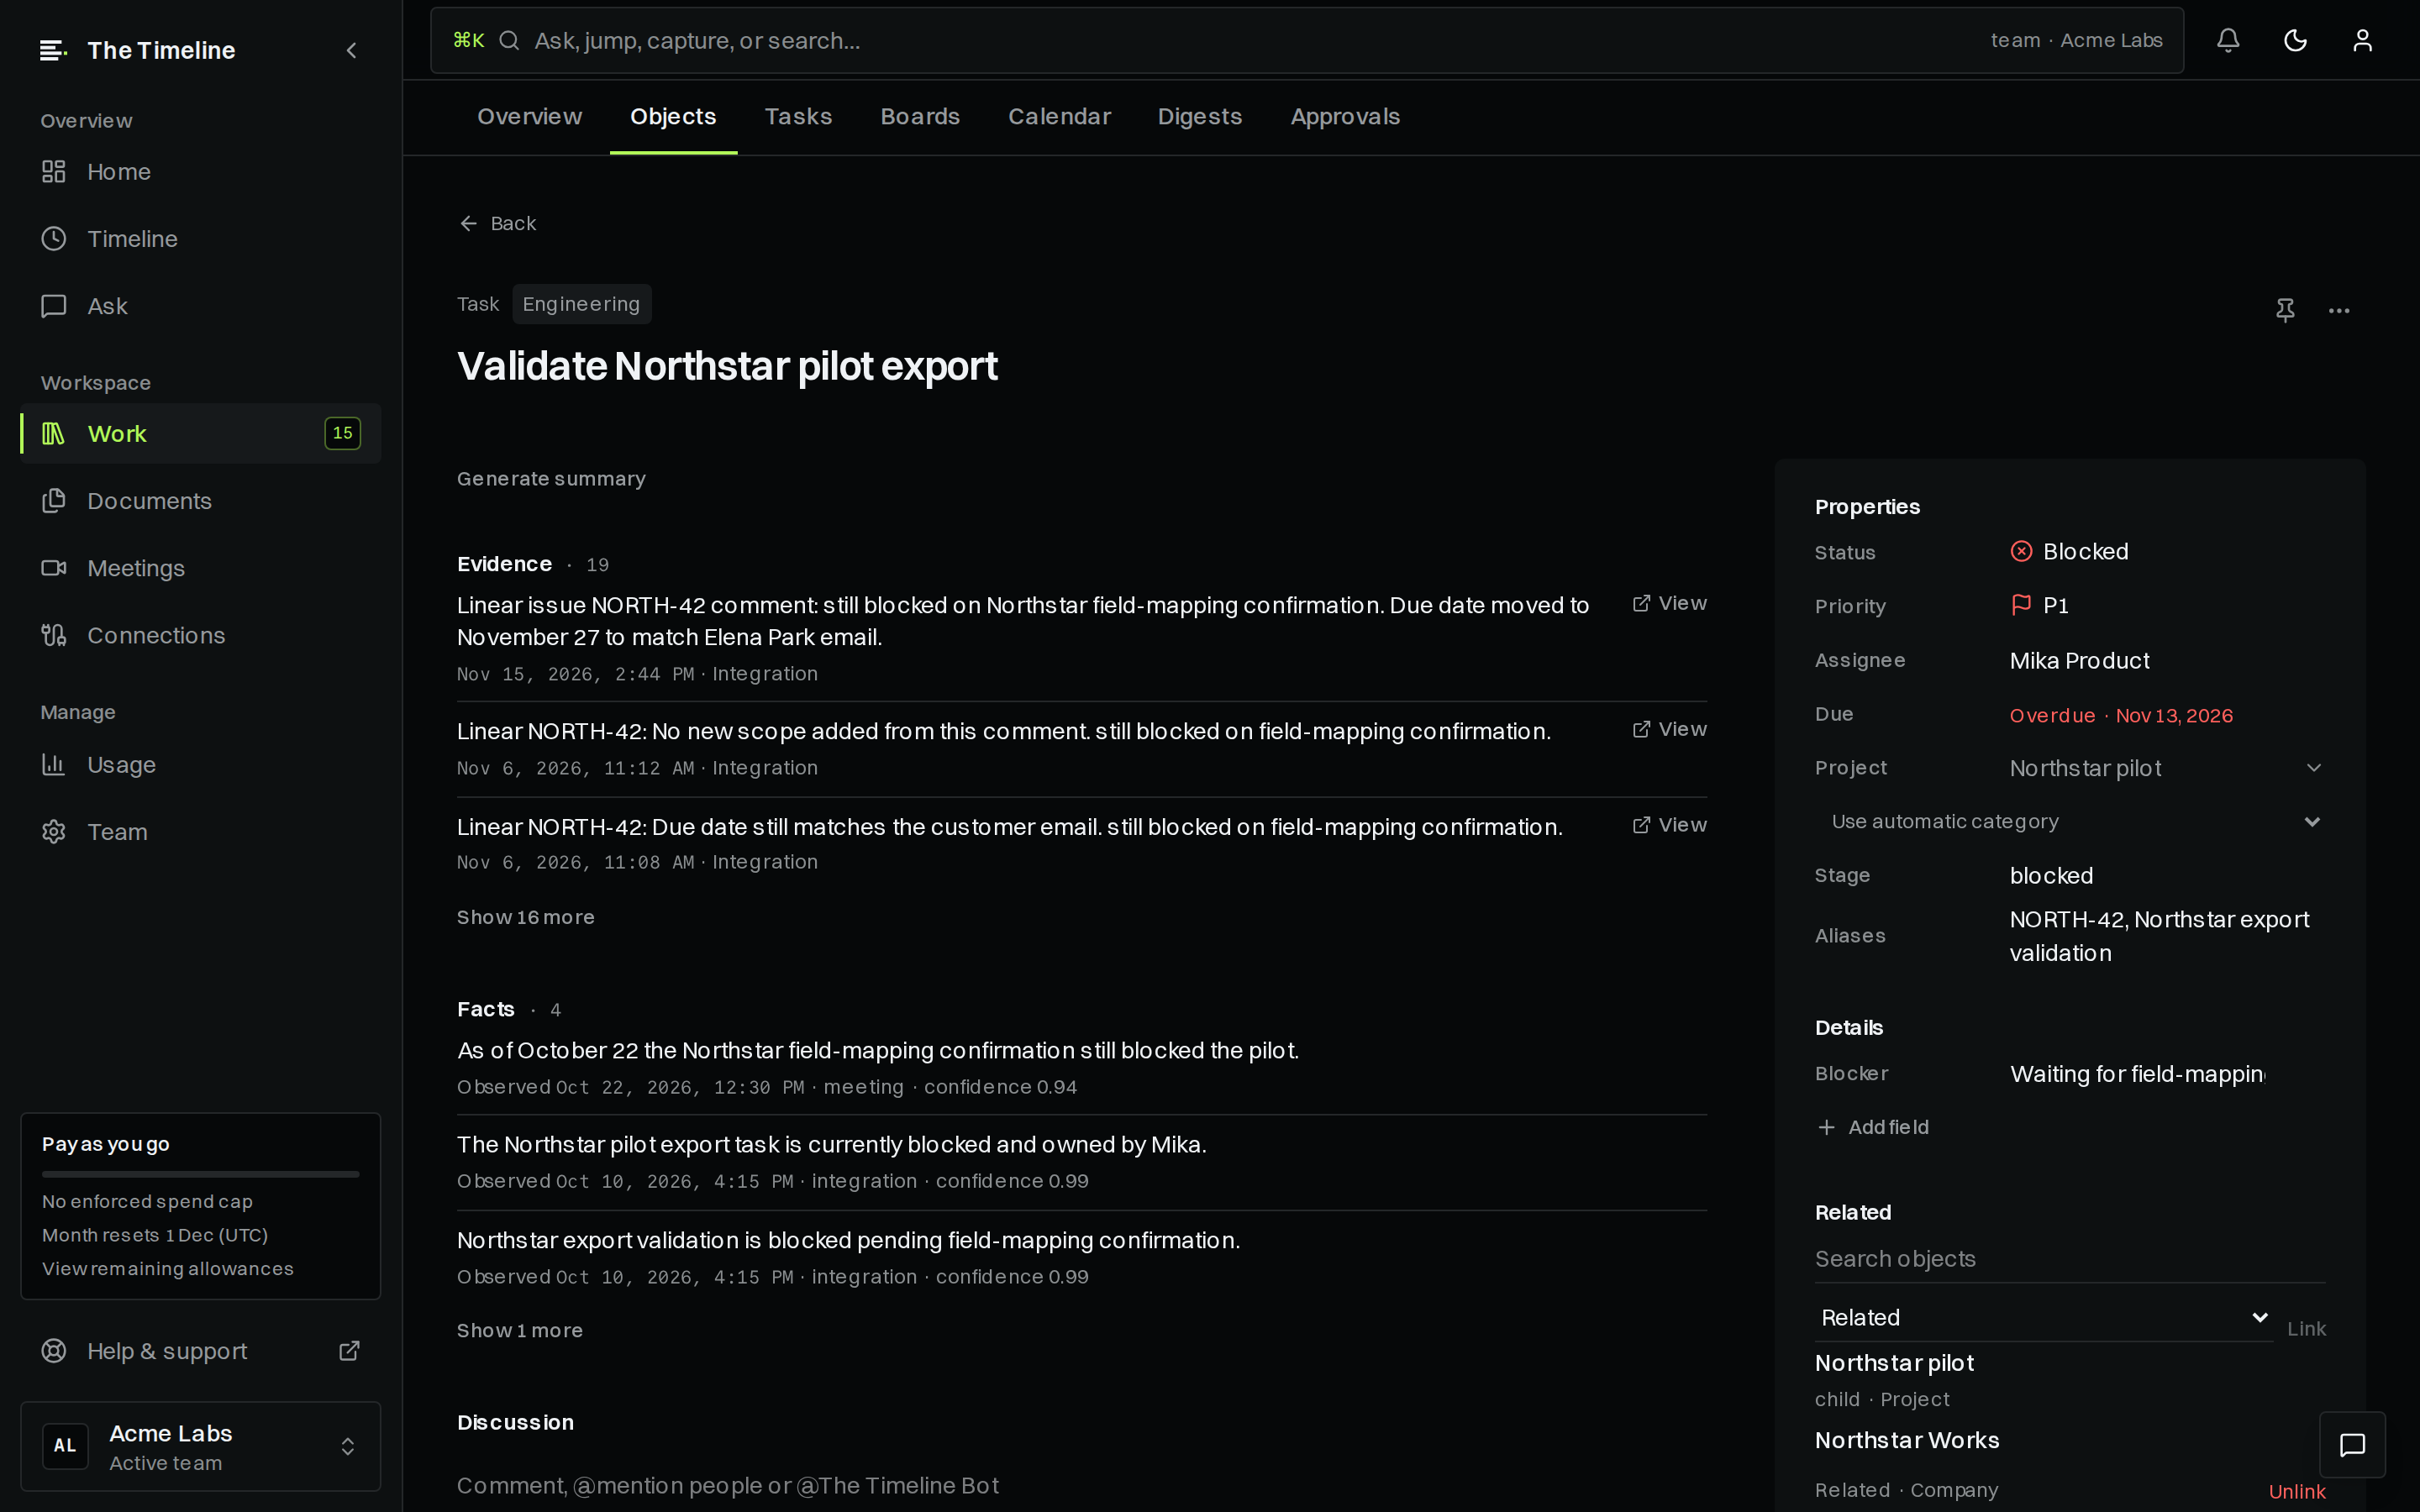 The Timeline
Overview
Home
Timeline
Ask
Workspace
Work 15
Documents
Meetings
Connections
Manage
Usage
Team
Pay as you go
No enforced spend cap
Month resets 1 Dec (UTC)
View remaining allowances
Help & support
AL
Acme Labs
Active team
⌘K Ask, jump, capture, or search... team · Acme Labs
Overview Objects Tasks Boards Calendar Digests Approvals
Back
Task Engineering
Validate Northstar pilot export
Generate summary
Evidence · 19
Linear issue NORTH-42 comment: still blocked on Northstar field-mapping confirmation. Due date moved to View
November 27 to match Elena Park email.
Nov 15, 2026, 2:44 PM · Integration
Linear NORTH-42: No new scope added from this comment. still blocked on field-mapping confirmation. View
Nov 6, 2026, 11:12 AM · Integration
Linear NORTH-42: Due date still matches the customer email. still blocked on field-mapping confirmation. View
Nov 6, 2026, 11:08 AM · Integration
Show 16 more
Facts · 4
As of October 22 the Northstar field-mapping confirmation still blocked the pilot.
Observed Oct 22, 2026, 12:30 PM · meeting · confidence 0.94
The Northstar pilot export task is currently blocked and owned by Mika.
Observed Oct 10, 2026, 4:15 PM · integration · confidence 0.99
Northstar export validation is blocked pending field-mapping confirmation.
Observed Oct 10, 2026, 4:15 PM · integration · confidence 0.99
Show 1 more
Discussion
Comment, @mention people or @The Timeline Bot
Properties
Status Blocked
Priority P1
Assignee Mika Product
Due Overdue · Nov 13, 2026
Project Northstar pilot
Use automatic category
Stage blocked
Aliases NORTH-42, Northstar export
validation
Details
Blocker Waiting for field-mapping
Add field
Related
Search objects
Related Link
Northstar pilot
child · Project
Northstar Works
Related · Company Unlink